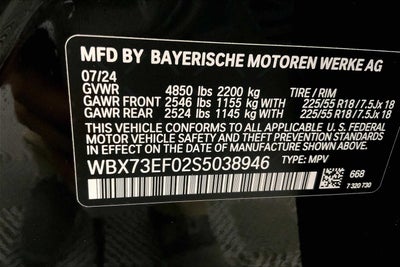 MFD BY BAYERISCHE MOTOREN WERKE AG
07/24
GVWR 4850 lbs 2200 kg TIRE / RIM
GAWR FRONT 2546 lbs 1155 kg WITH 225/55 R18 / 7.5Jx 18
GAWR REAR 2524 lbs 1145 kg WITH 225/55 R18 / 7.5Jx 18
THIS VEHICLE CONFORMS TO ALL APPLICABLE U.S. FEDERAL
MOTOR VEHICLE SAFETY, BUMPER, AND THEFT PREVENTION
STANDARDS IN EFFECT ON THE DATE OF MANUFACTURE SHOWN ABOVE.
WBX73EF02S5038946 TYPE: MPV
668
7 320 730